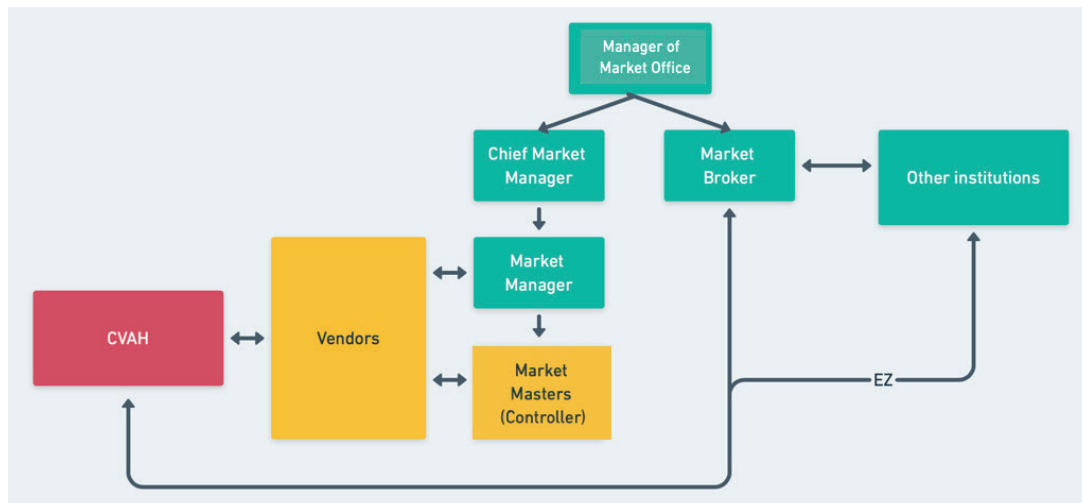 Manager of
Market Office
Chief Market
Manager
Market
Broker
Other institutions
Market
Manager
CVAH
Vendors
Market
Masters
(Controller)
EZ